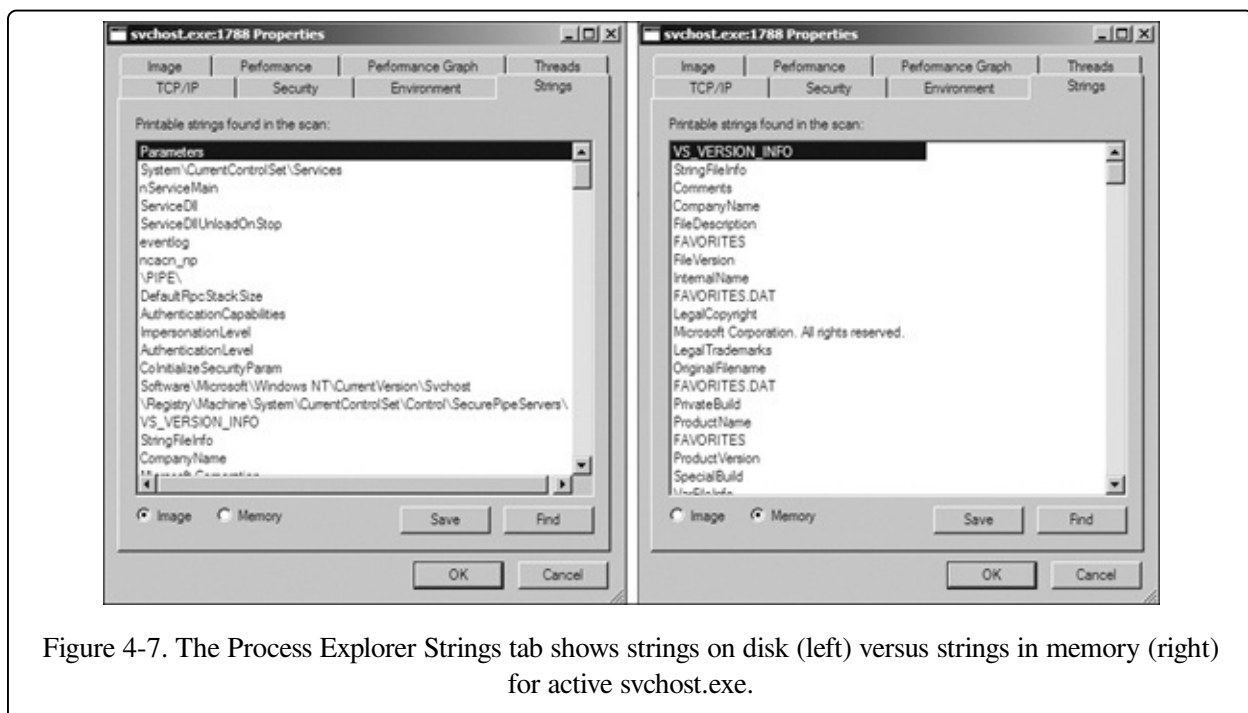 svchost.exe:1788 Properties
Image Performance Performance Graph Threads
TCP/IP Security Environment Strings
Printable strings found in the scan:
Parameters
System\CurrentControlSet\Services
nServiceMain
ServiceDll
ServiceDllUnloadOnStop
eventlog
ncacn_np
\PIPE\
DefaultRpcStackSize
AuthenticationCapabilities
ImpersonationLevel
AuthenticationLevel
CoInitializeSecurityParam
Software\Microsoft\Windows NT\CurrentVersion\Svchost
\Registry\Machine\System\CurrentControlSet\Control\SecurePipeServers\
VS_VERSION_INFO
StringFileInfo
CompanyName
Microsoft Corporation
Image Memory Save Find
OK Cancel
svchost.exe:1788 Properties
Image Performance Performance Graph Threads
TCP/IP Security Environment Strings
Printable strings found in the scan:
VS_VERSION_INFO
StringFileInfo
Comments
CompanyName
FileDescription
FAVORITES
FileVersion
InternalName
FAVORITES.DAT
LegalCopyright
Microsoft Corporation. All rights reserved.
LegalTrademarks
OriginalFilename
FAVORITES.DAT
PrivateBuild
ProductName
FAVORITES
ProductVersion
SpecialBuild
VarFileInfo
Image Memory Save Find
OK Cancel
Figure 4-7. The Process Explorer Strings tab shows strings on disk (left) versus strings in memory (right)
for active svchost.exe.